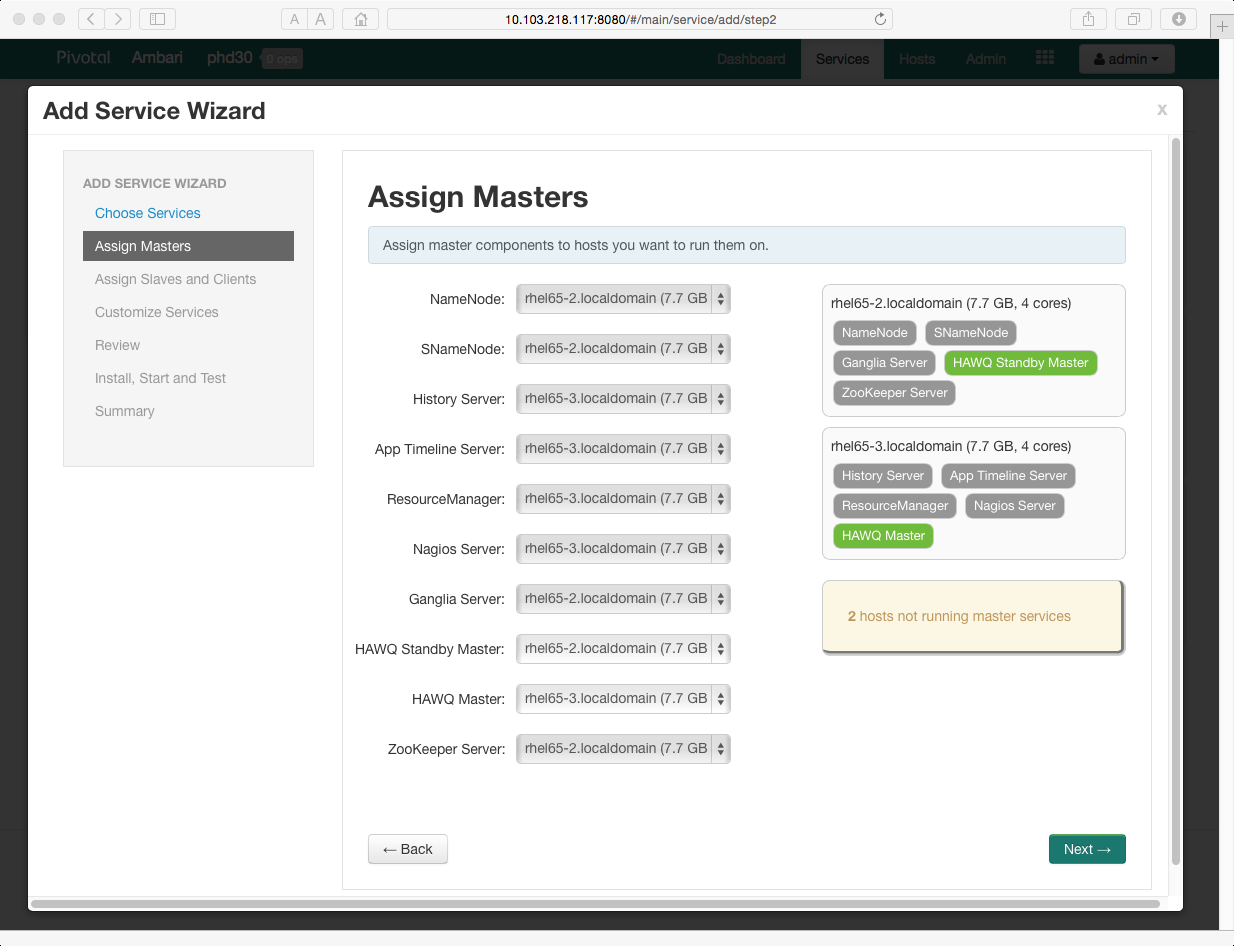 A A 10.103.218.117:8080/#/main/service/add/step2
Pivotal Ambari phd30 0 ops Dashboard Services Hosts Admin admin
Add Service Wizard x
ADD SERVICE WIZARD
Choose Services
Assign Masters
Assign Slaves and Clients
Customize Services
Review
Install, Start and Test
Summary
Assign Masters
Assign master components to hosts you want to run them on.
NameNode: rhel65-2.localdomain (7.7 GB
SNameNode: rhel65-2.localdomain (7.7 GB
History Server: rhel65-3.localdomain (7.7 GB
App Timeline Server: rhel65-3.localdomain (7.7 GB
ResourceManager: rhel65-3.localdomain (7.7 GB
Nagios Server: rhel65-3.localdomain (7.7 GB
Ganglia Server: rhel65-2.localdomain (7.7 GB
HAWQ Standby Master: rhel65-2.localdomain (7.7 GB
HAWQ Master: rhel65-3.localdomain (7.7 GB
ZooKeeper Server: rhel65-2.localdomain (7.7 GB
rhel65-2.localdomain (7.7 GB, 4 cores)
NameNode SNameNode
Ganglia Server HAWQ Standby Master
ZooKeeper Server
rhel65-3.localdomain (7.7 GB, 4 cores)
History Server App Timeline Server
ResourceManager Nagios Server
HAWQ Master
2 hosts not running master services
← Back Next →